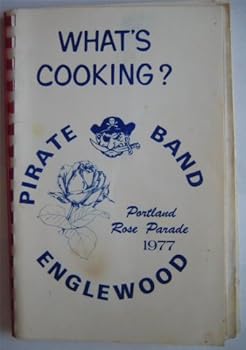 WHAT'S
COOKING?
PIRATE BAND
Portland
Rose Parade
1977
ENGLEWOOD